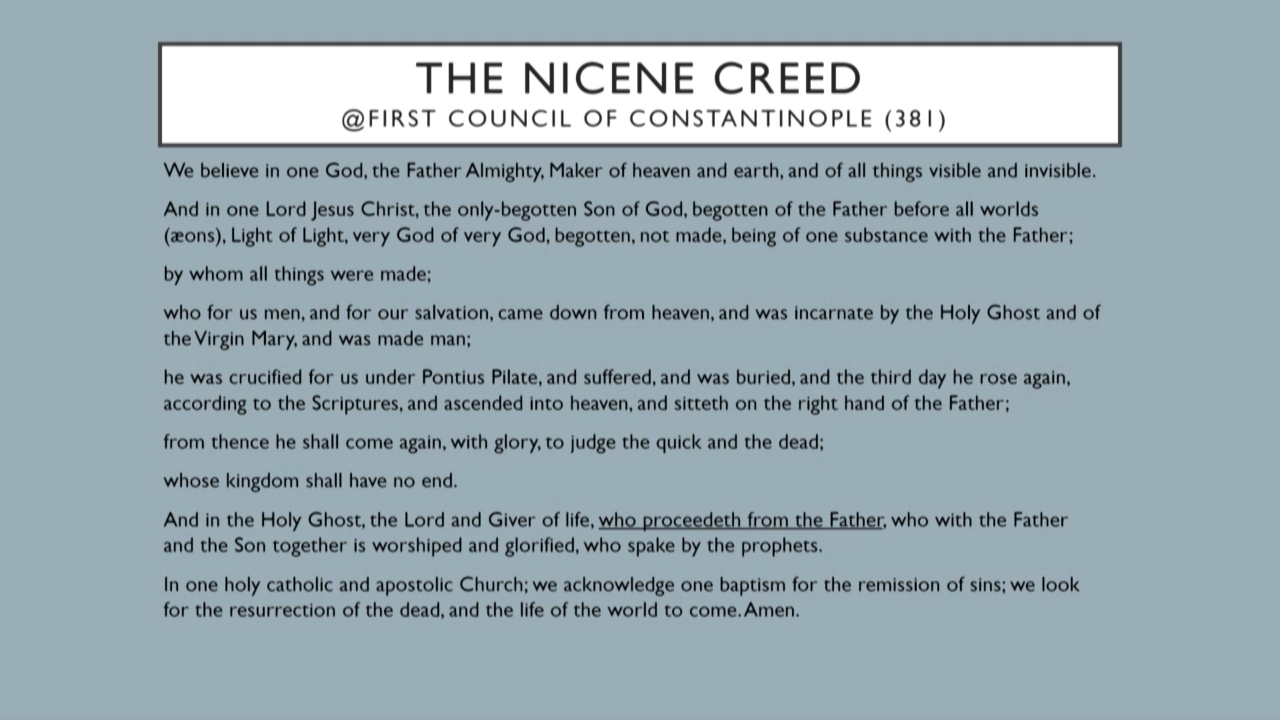 THE NICENE CREED
@FIRST COUNCIL OF CONSTANTINOPLE (381)
We believe in one God, the Father Almighty, Maker of heaven and earth, and of all things visible and invisible.
And in one Lord Jesus Christ, the only-begotten Son of God, begotten of the Father before all worlds
(æons), Light of Light, very God of very God, begotten, not made, being of one substance with the Father;
by whom all things were made;
who for us men, and for our salvation, came down from heaven, and was incarnate by the Holy Ghost and of
the Virgin Mary, and was made man;
he was crucified for us under Pontius Pilate, and suffered, and was buried, and the third day he rose again,
according to the Scriptures, and ascended into heaven, and sitteth on the right hand of the Father;
from thence he shall come again, with glory, to judge the quick and the dead;
whose kingdom shall have no end.
And in the Holy Ghost, the Lord and Giver of life, who proceedeth from the Father, who with the Father
and the Son together is worshiped and glorified, who spake by the prophets.
In one holy catholic and apostolic Church; we acknowledge one baptism for the remission of sins; we look
for the resurrection of the dead, and the life of the world to come. Amen.